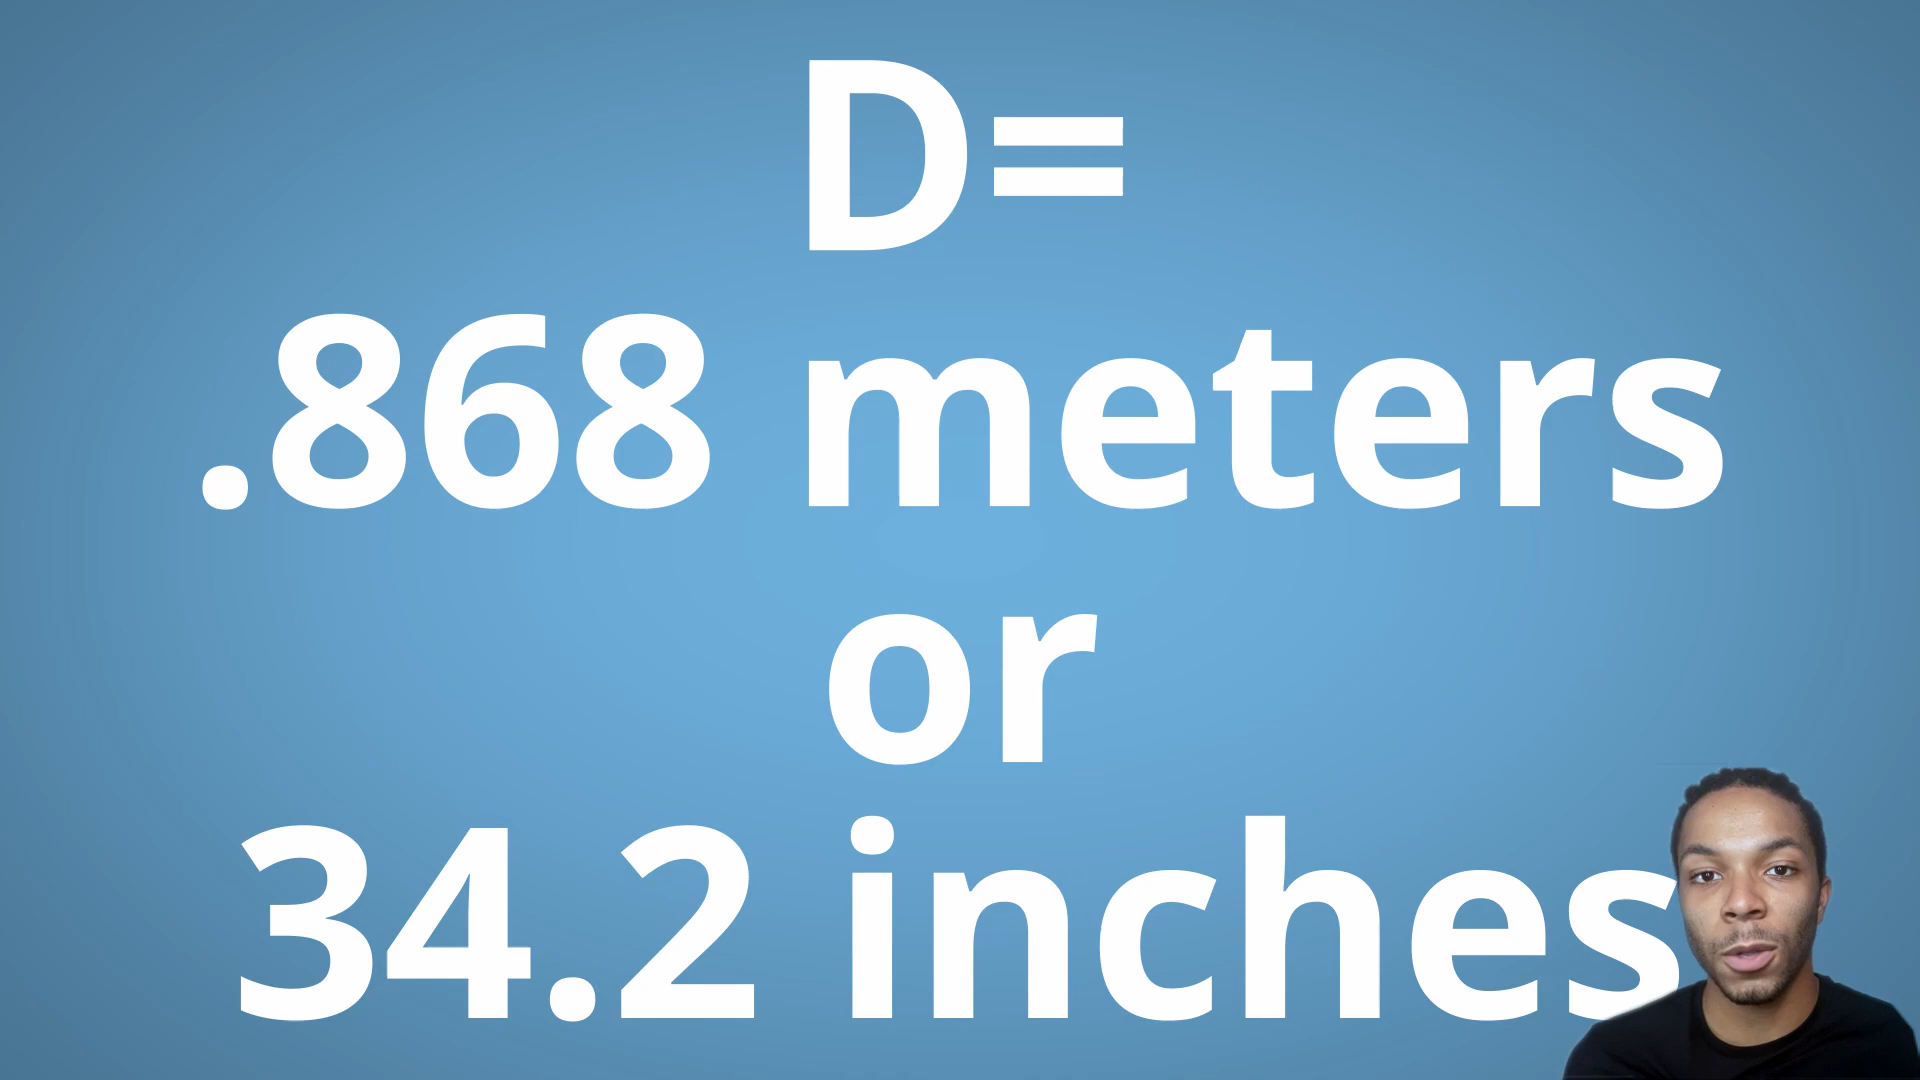 D=
.868 meters
or
34.2 inches